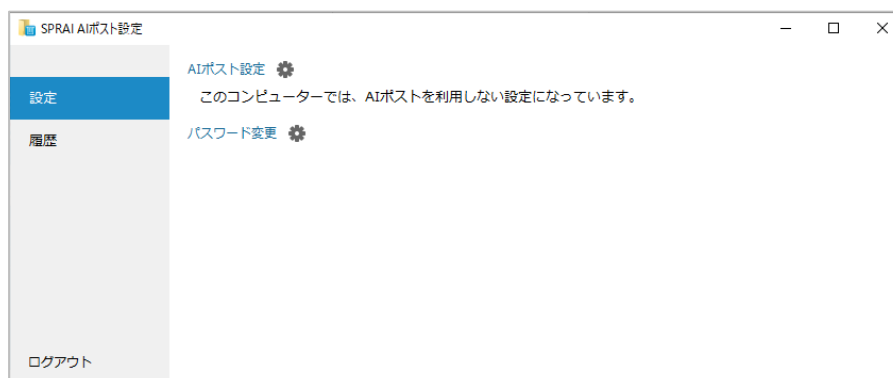 SPRAI AIポスト設定
設定
履歴
ログアウト
AIポスト設定
このコンピューターでは、AIポストを利用しない設定になっています。
パスワード変更